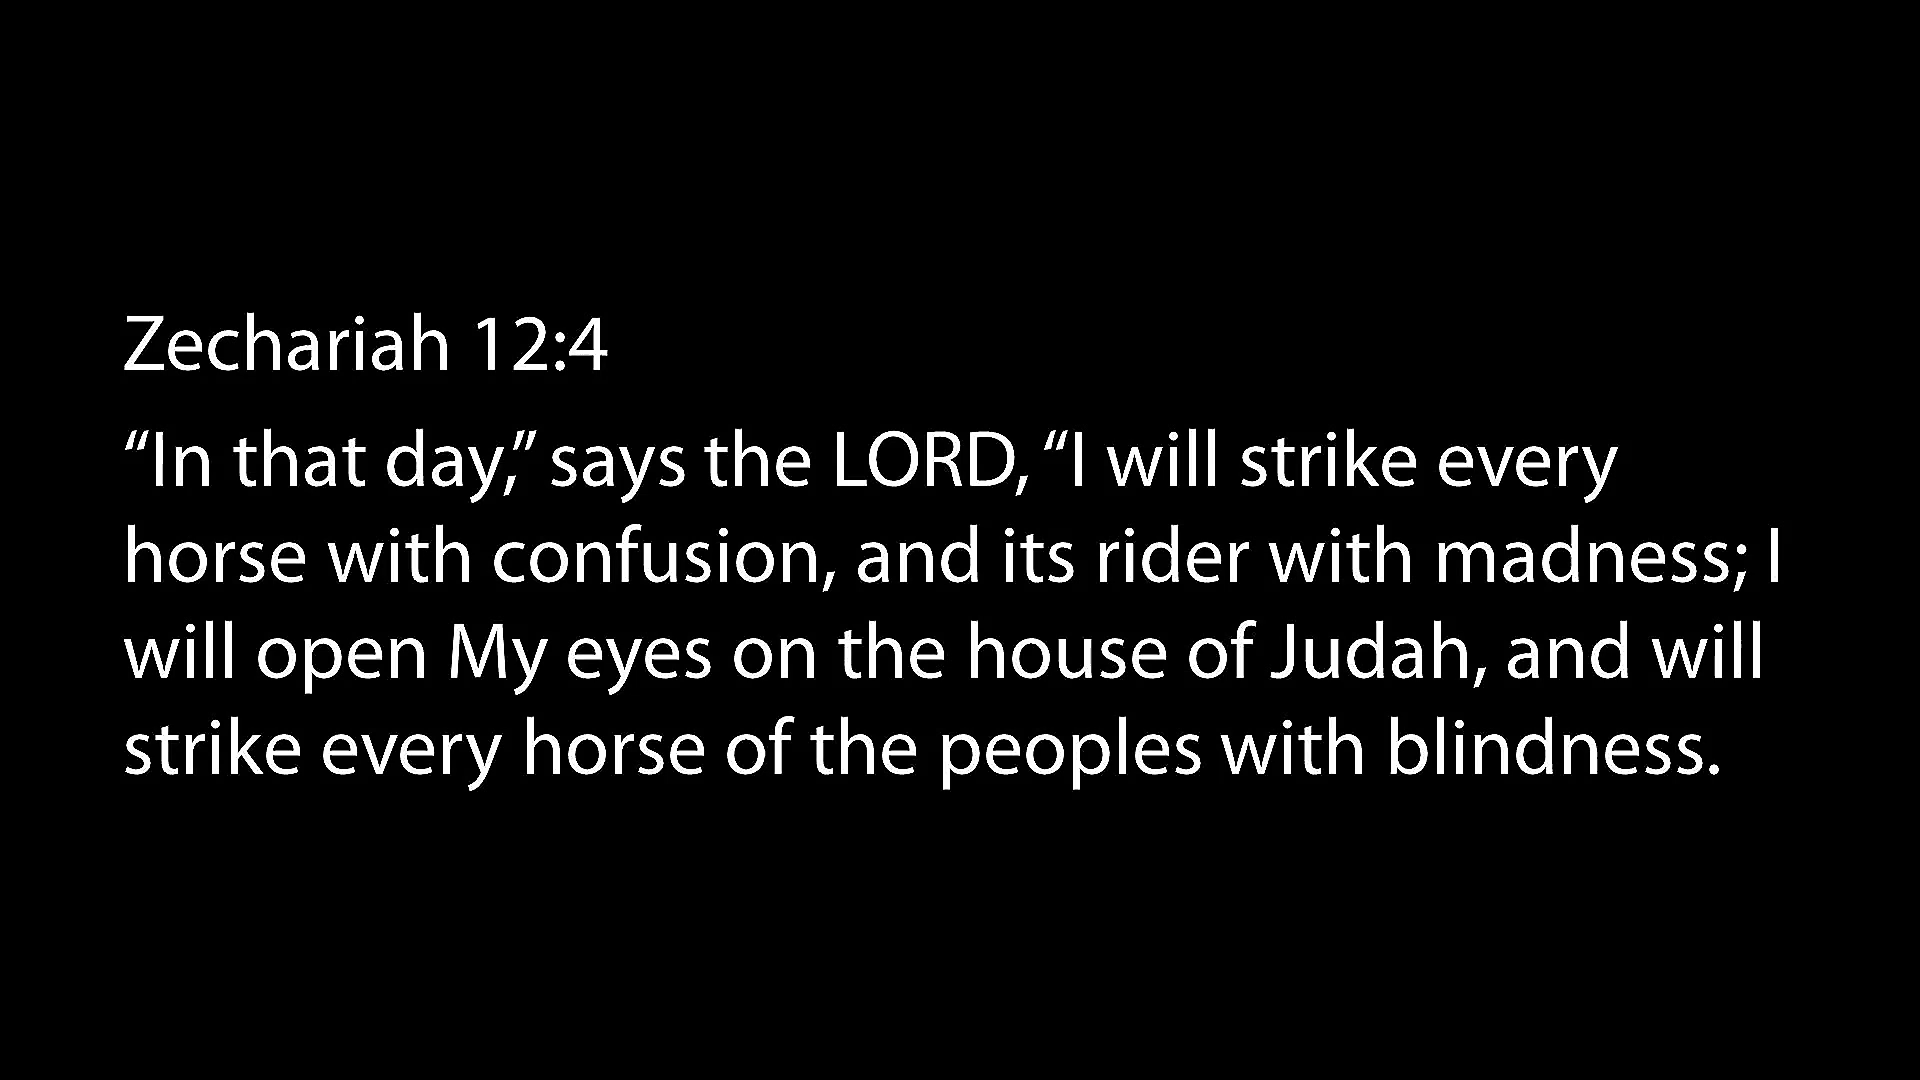 Zechariah 12:4
“In that day,” says the LORD, “I will strike every
horse with confusion, and its rider with madness; I
will open My eyes on the house of Judah, and will
strike every horse of the peoples with blindness.